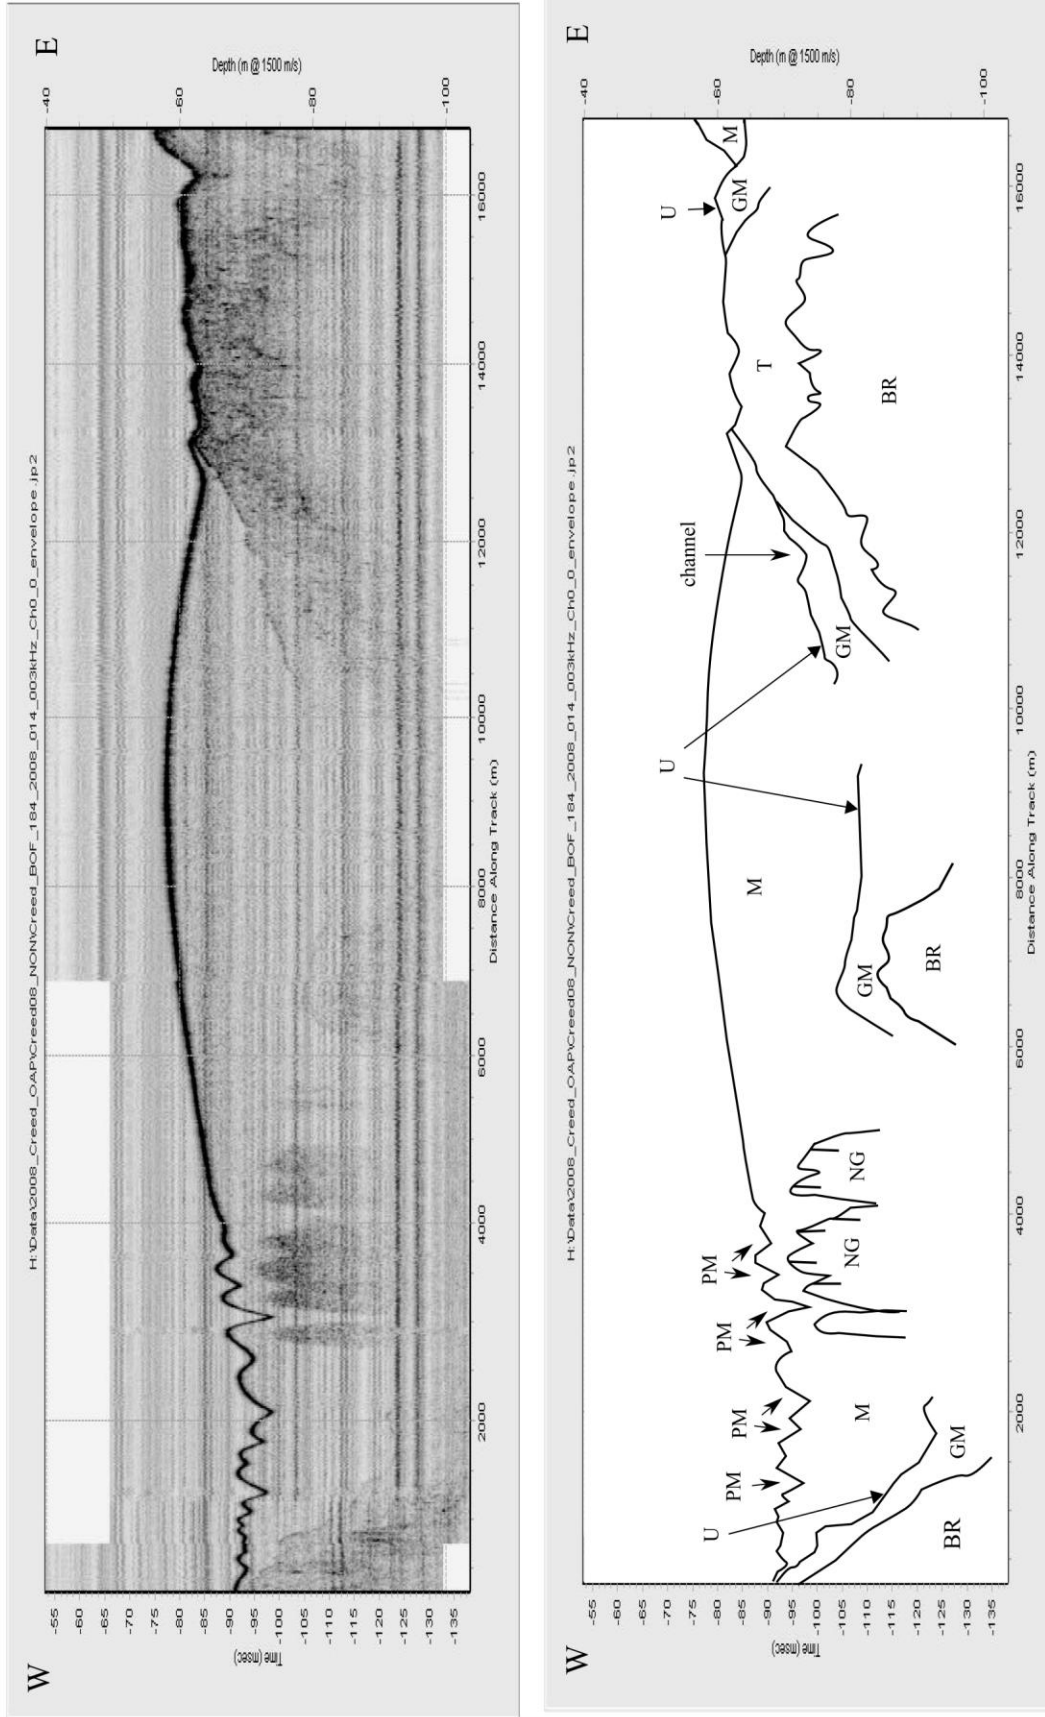 W
E
H:\Data\2008_Creed_OAP\Creed08_NON\Creed_BOF_184_2008_014_003kHz_Ch0_0_envelope.jp2
Time (msec)
-55
-60
-65
-70
-75
-80
-85
-90
-95
-100
-105
-110
-115
-120
-125
-130
-135
Depth (m @ 1500 m/s)
-40
-60
-80
-100
2000
4000
6000
8000
10000
12000
14000
16000
Distance Along Track (m)
W
E
H:\Data\2008_Creed_OAP\Creed08_NON\Creed_BOF_184_2008_014_003kHz_Ch0_0_envelope.jp2
Time (msec)
-55
-60
-65
-70
-75
-80
-85
-90
-95
-100
-105
-110
-115
-120
-125
-130
-135
Depth (m @ 1500 m/s)
-40
-60
-80
-100
U
PM
PM
PM
PM
U
channel
U
M
BR
GM
M
NG
NG
GM
BR
GM
T
BR
GM
M
2000
4000
6000
8000
10000
12000
14000
16000
Distance Along Track (m)